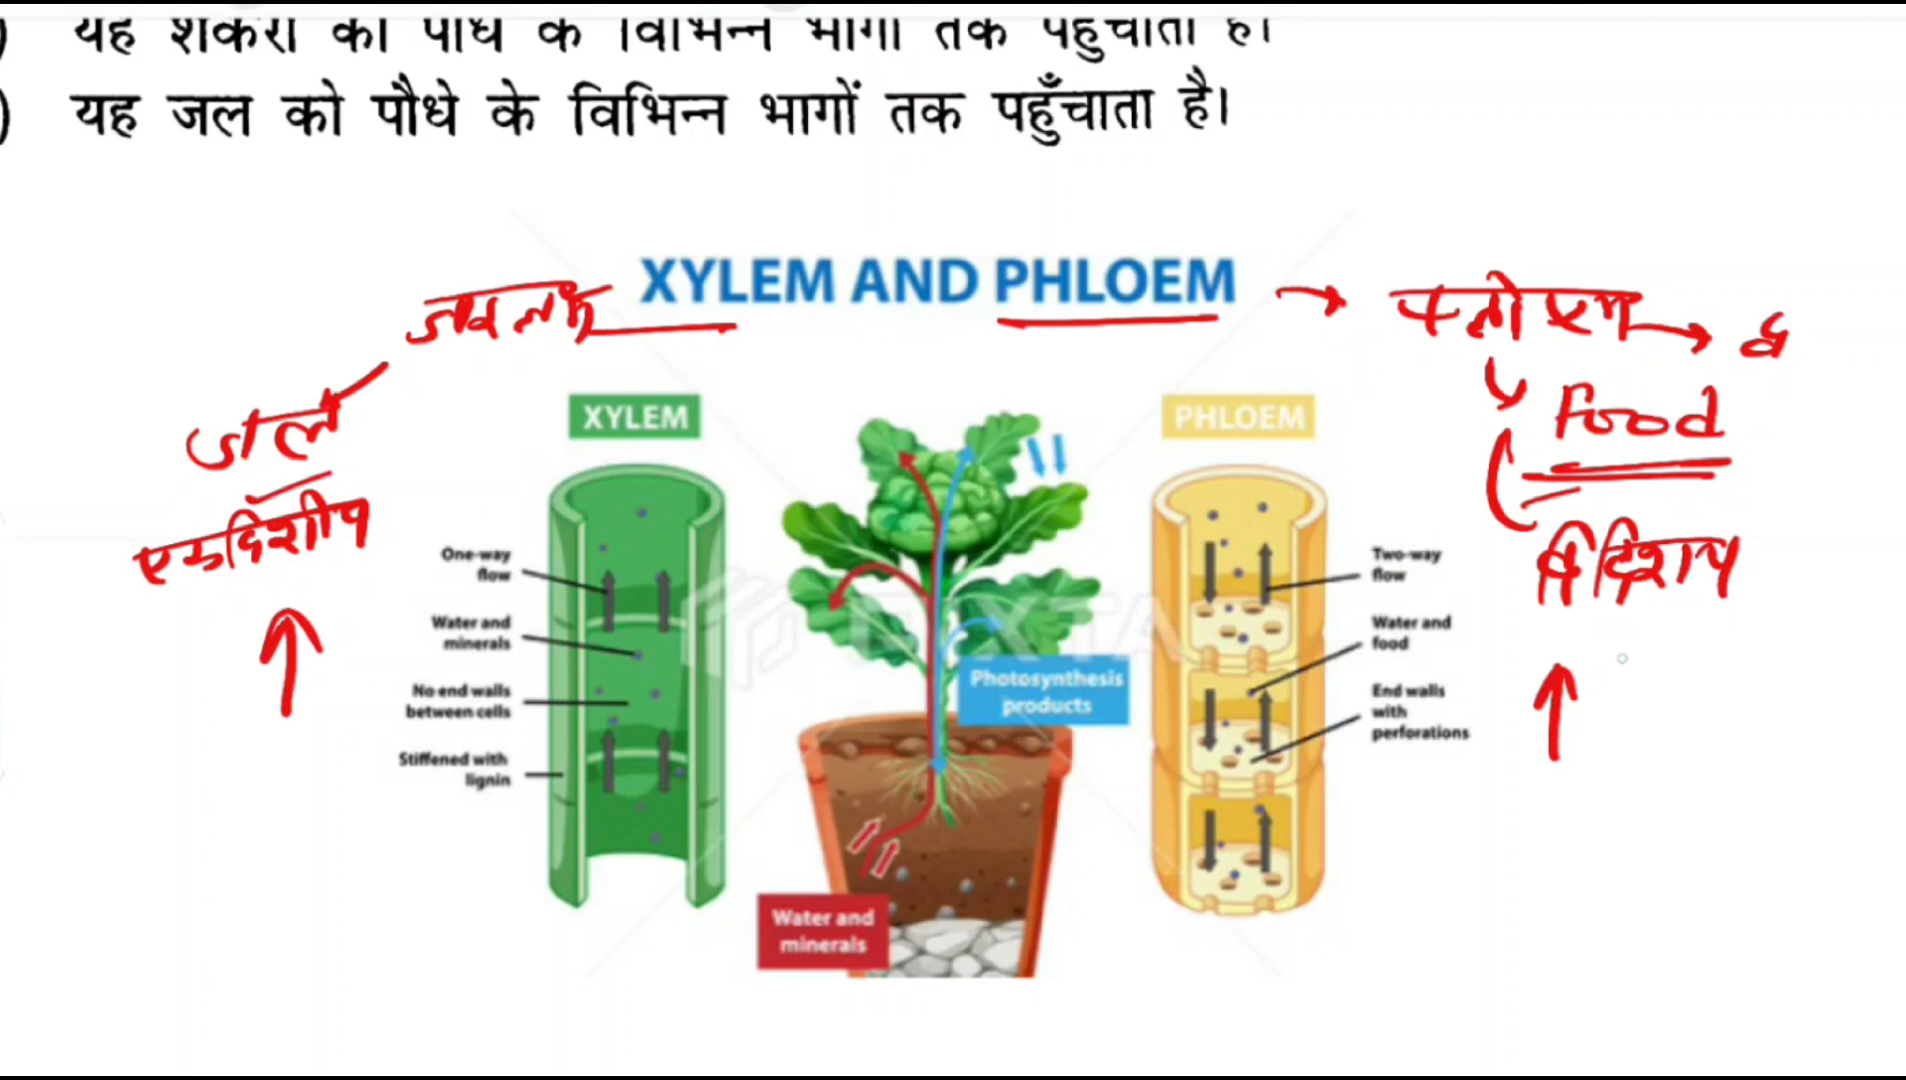 यह शर्करा को पौधे के विभिन्न भागों तक पहुँचाता है।
यह जल को पौधे के विभिन्न भागों तक पहुँचाता है।
XYLEM AND PHLOEM
जल
एकदिशीय
Food
XYLEM
One-way
flow
Water and
minerals
No end walls
between cells
Stiffened with
lignin
Photosynthesis
products
Water and
minerals
PHLOEM
Two-way
flow
Water and
food
End walls
with
perforations